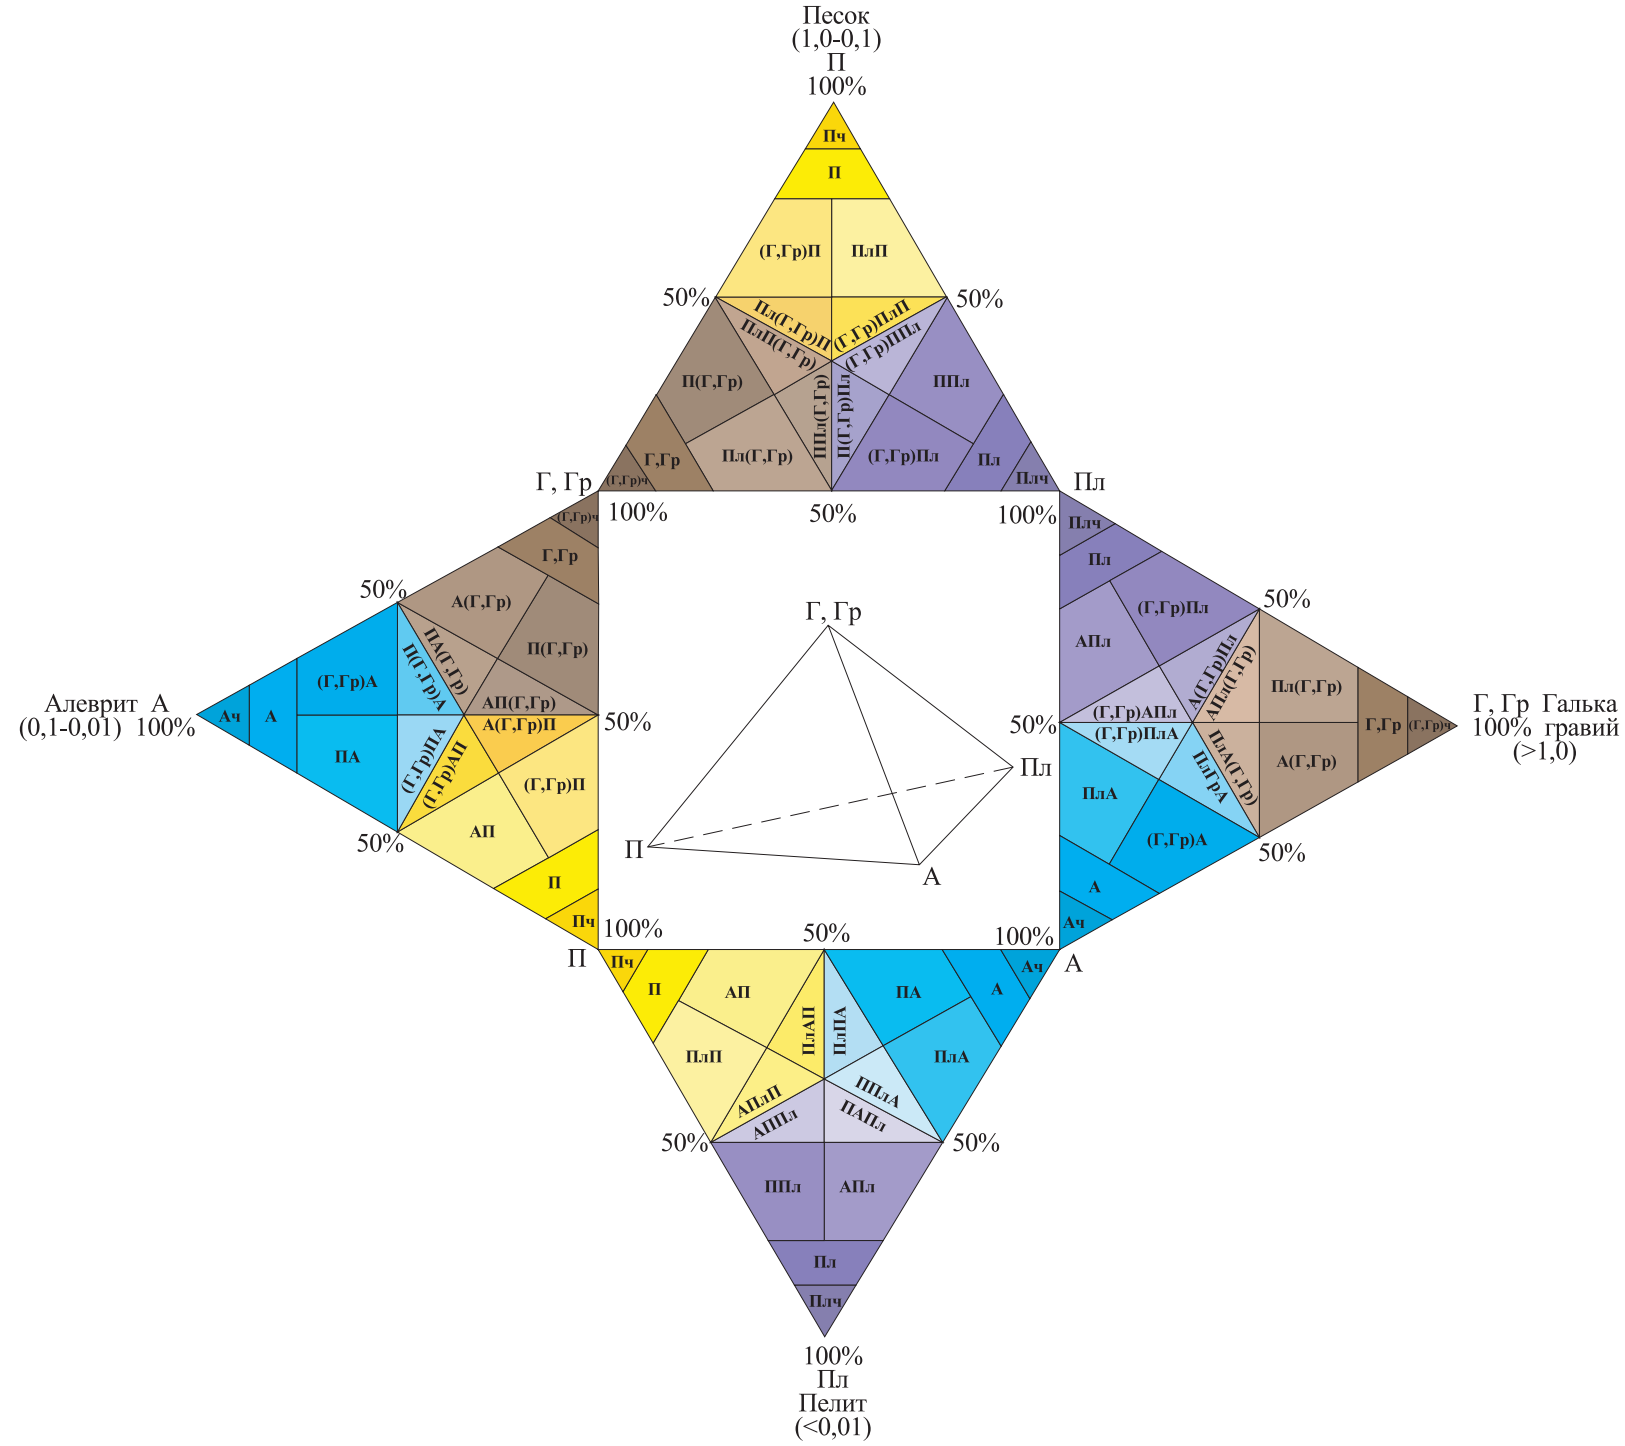 Песок
(1,0-0,1)
П
100%
Пч
П
(Г,Гр)П
ПлП
50%
50%
Пл(Г,Гр)П
(Г,Гр)ПлП
ПлП(Г,Гр)
(Г,Гр)ППл
П(Г,Гр)
ППл(Г,Гр)
П(Г,Гр)Пл
ППл
Г,Гр
Пл(Г,Гр)
(Г,Гр)Пл
Пл
(Г,Гр)ч
Плч
Г, Гр
Пл
100%
50%
100%
(Г,Гр)ч
Г,Гр
50%
А(Г,Гр)
П(Г,Гр)
ПА(Г,Гр)
П(Г,Гр)А
(Г,Гр)А
АП(Г,Гр)
Алеврит А
(0,1-0,01) 100%
Ач
А
50%
А(Г,Гр)П
ПА
(Г,Гр)ПА
(Г,Гр)АП
(Г,Гр)П
АП
50%
П
Пч
100%
П
Г, Гр
Пл
П
А
Плч
Пл
50%
(Г,Гр)Пл
АПл
А(Г,Гр)Пл
АПл(Г,Гр)
Пл(Г,Гр)
(Г,Гр)АПл
50%
(Г,Гр)ПлА
Г,Гр
(Г,Гр)ч
Г, Гр Галька
100% гравий
(>1,0)
ПлА(Г,Гр)
ПлГрА
А(Г,Гр)
ПлА
(Г,Гр)А
50%
А
Ач
50%
100%
А
Пч
П
АП
ПлАП
ПлПА
ПА
А
Ач
ПлП
ПлА
АПлП
ППлА
АППл
ПАПл
50%
50%
ППл
АПл
Пл
Плч
100%
Пл
Пелит
(<0,01)